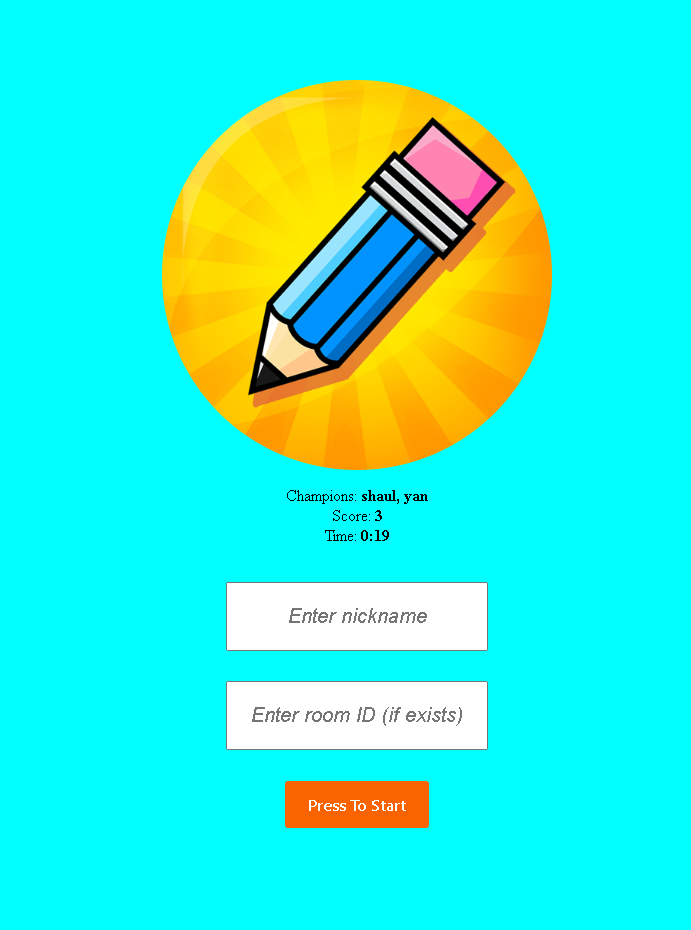 Champions: shaul, yan
Score: 3
Time: 0:19
Enter nickname
Enter room ID (if exists)
Press To Start